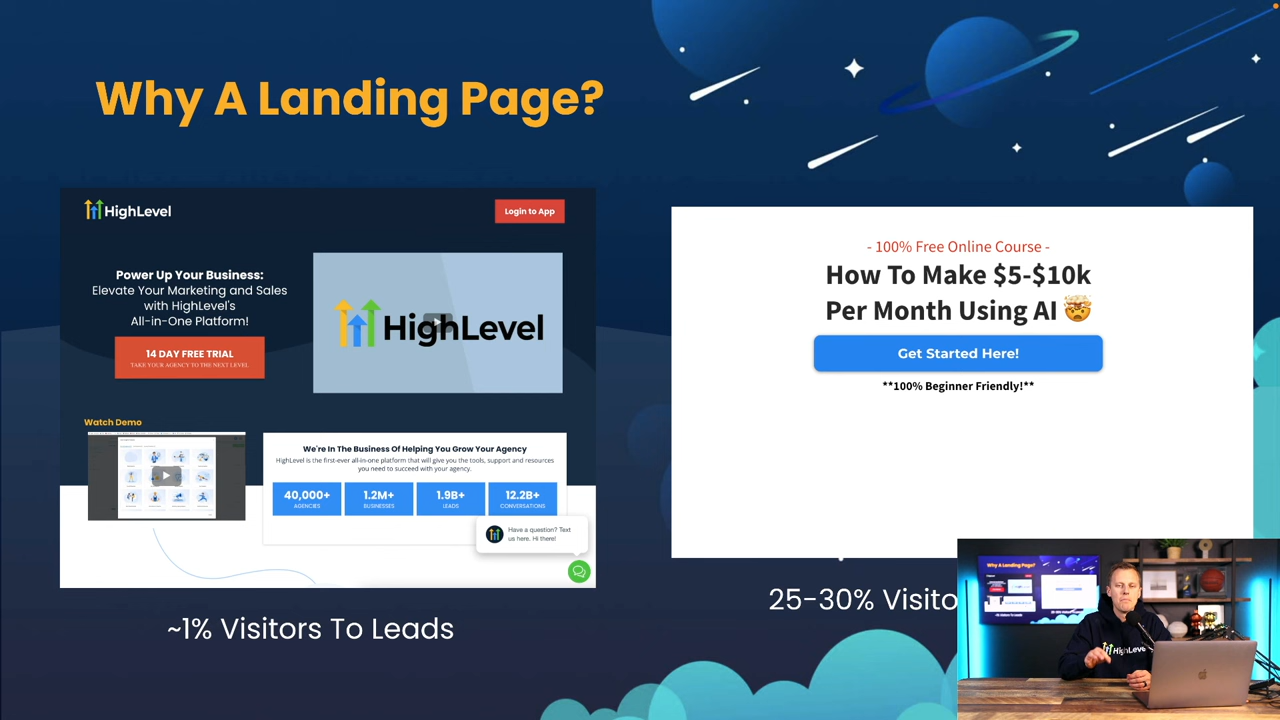 Why A Landing Page?
HighLevel
Login to App
Power Up Your Business:
Elevate Your Marketing and Sales
with HighLevel's
All-in-One Platform!
14 DAY FREE TRIAL
TAKE YOUR AGENCY TO THE NEXT LEVEL
HighLevel
Watch Demo
We're In The Business Of Helping You Grow Your Agency
HighLevel is the first-ever all-in-one platform that will give you the tools, support and resources
you need to succeed with your agency.
40,000+
AGENCIES
1.2M+
BUSINESSES
1.9B+
LEADS
12.2B+
CONVERSATIONS
Have a question? Text
us here. Hi there!
~1% Visitors To Leads
- 100% Free Online Course -
How To Make $5-$10k
Per Month Using AI 🤯
Get Started Here!
**100% Beginner Friendly!**
25-30% Visito
Why A Landing Page?
HighLevel